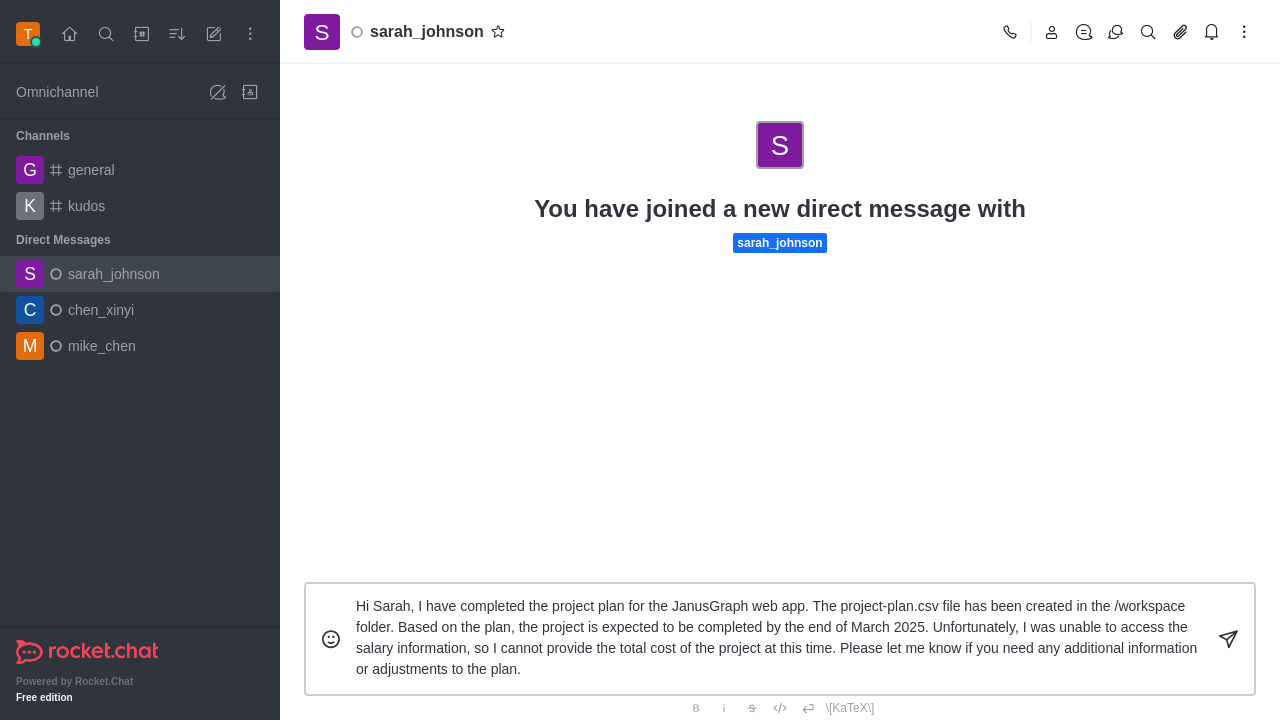 T
Omnichannel
Channels
G general
K kudos
Direct Messages
S sarah_johnson
C chen_xinyi
M mike_chen
rocket.chat
Powered by Rocket.Chat
Free edition
S sarah_johnson
S
You have joined a new direct message with
sarah_johnson
Hi Sarah, I have completed the project plan for the JanusGraph web app. The project-plan.csv file has been created in the /workspace
folder. Based on the plan, the project is expected to be completed by the end of March 2025. Unfortunately, I was unable to access the
salary information, so I cannot provide the total cost of the project at this time. Please let me know if you need any additional information
or adjustments to the plan.
B i S \[KaTeX\]